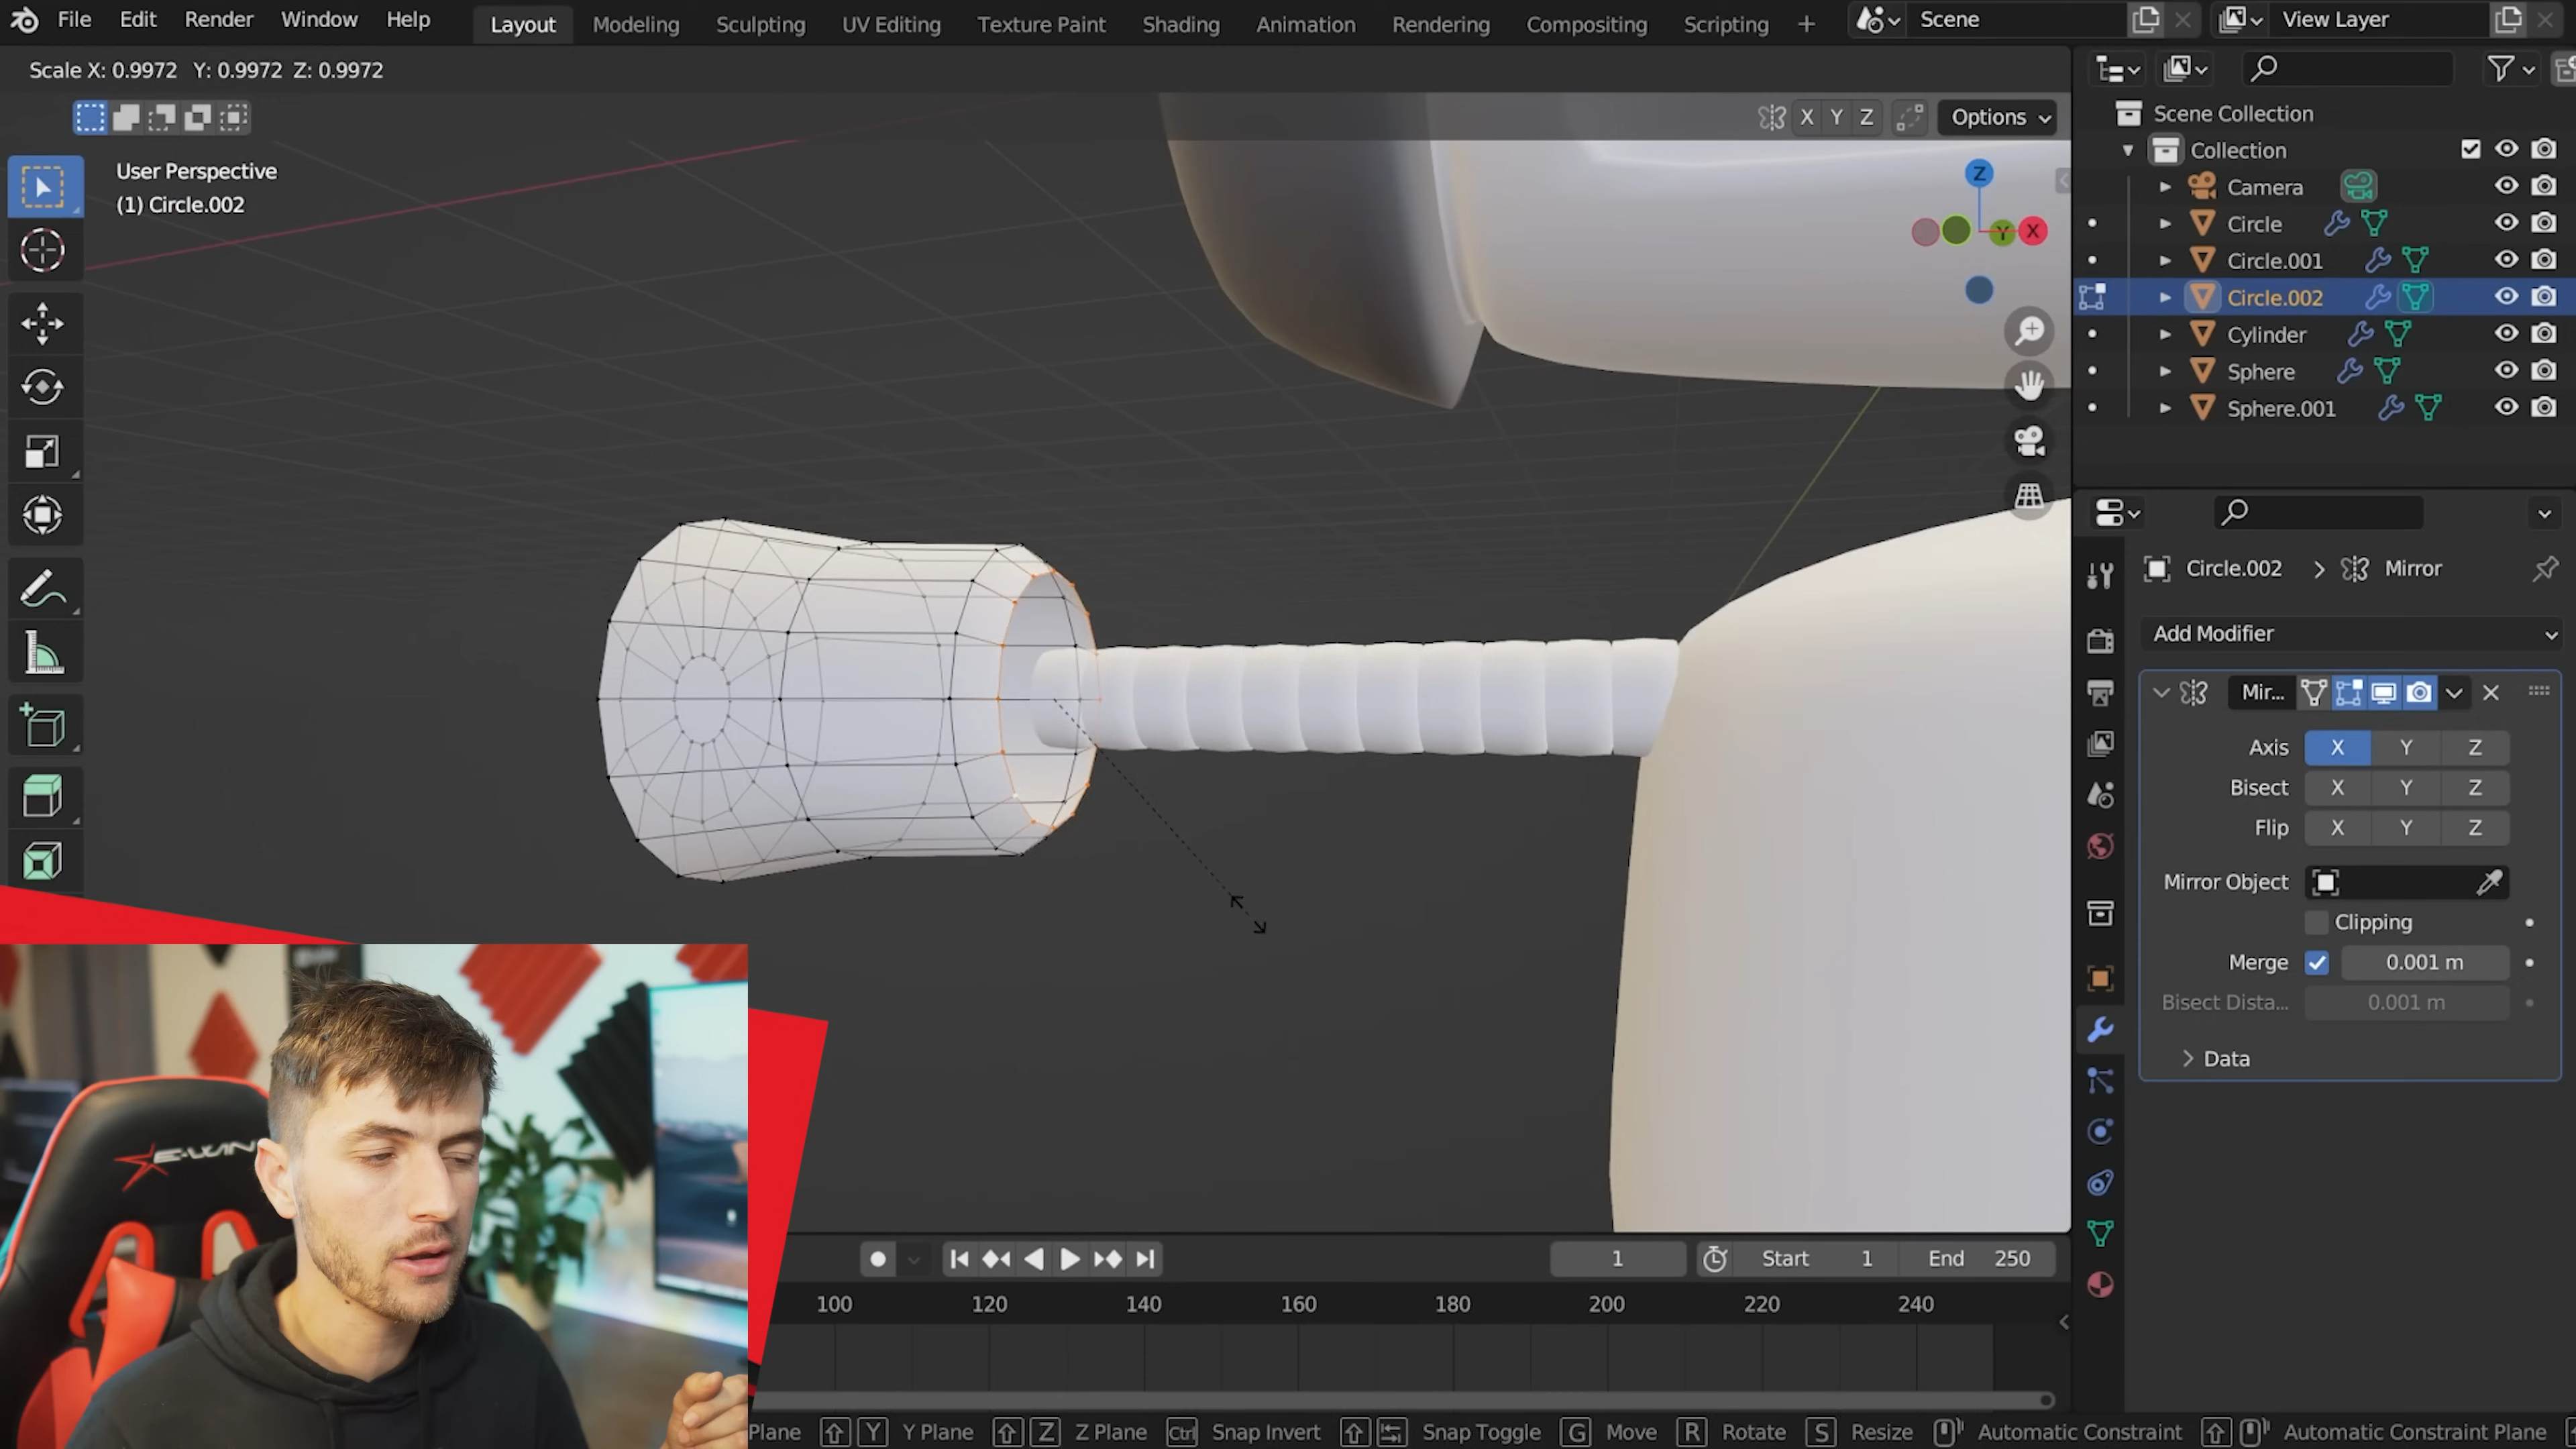 File Edit Render Window Help Layout Modeling Sculpting UV Editing Texture Paint Shading Animation Rendering Compositing Scripting + Scene View Layer
Scale X: 0.9972 Y: 0.9972 Z: 0.9972
X Y Z Options
User Perspective
(1) Circle.002
Z
Y X
Scene Collection
Collection
Camera
Circle
Circle.001
Circle.002
Cylinder
Sphere
Sphere.001
Circle.002 > Mirror
Add Modifier
Mir...
Axis X Y Z
Bisect X Y Z
Flip X Y Z
Mirror Object
Clipping
Merge 0.001 m
Bisect Dista... 0.001 m
Data
1 Start 1 End 250
100 120 140 160 180 200 220 240
Plane Y Y Plane Z Z Plane Ctrl Snap Invert Snap Toggle G Move R Rotate S Resize Automatic Constraint Automatic Constraint Plane